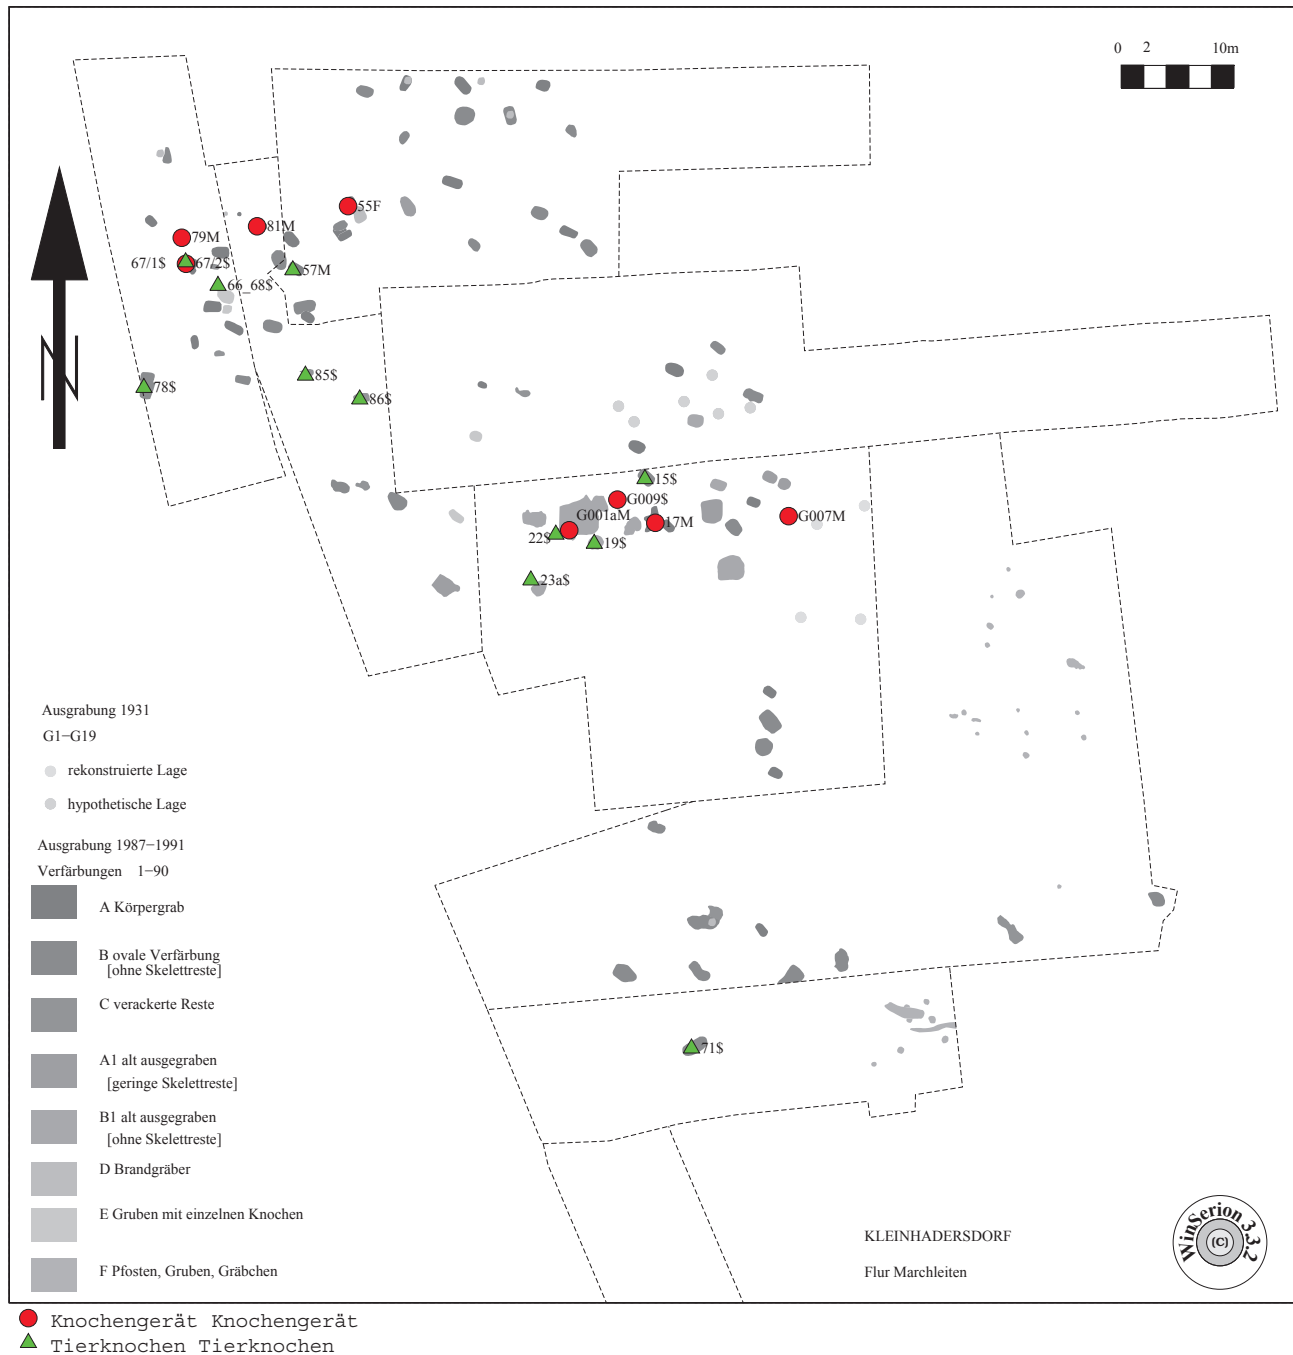 0 2 10m
55F
81M
79M
67/1$ 67/2$
57M
66_68$
85$
78$
86$
15$
G009$
G001aM
17M
G007M
22$
19$
23a$
Ausgrabung 1931
G1−G19
rekonstruierte Lage
hypothetische Lage
Ausgrabung 1987−1991
Verfärbungen 1−90
A Körpergrab
B ovale Verfärbung
[ohne Skelettreste]
C verackerte Reste
71$
A1 alt ausgegraben
[geringe Skelettreste]
B1 alt ausgegraben
[ohne Skelettreste]
D Brandgräber
E Gruben mit einzelnen Knochen
F Pfosten, Gruben, Gräbchen
KLEINHADERSDORF
Flur Marchleiten
WinSerion 3.3.2
(C)
N
Knochengerät Knochengerät
Tierknochen Tierknochen